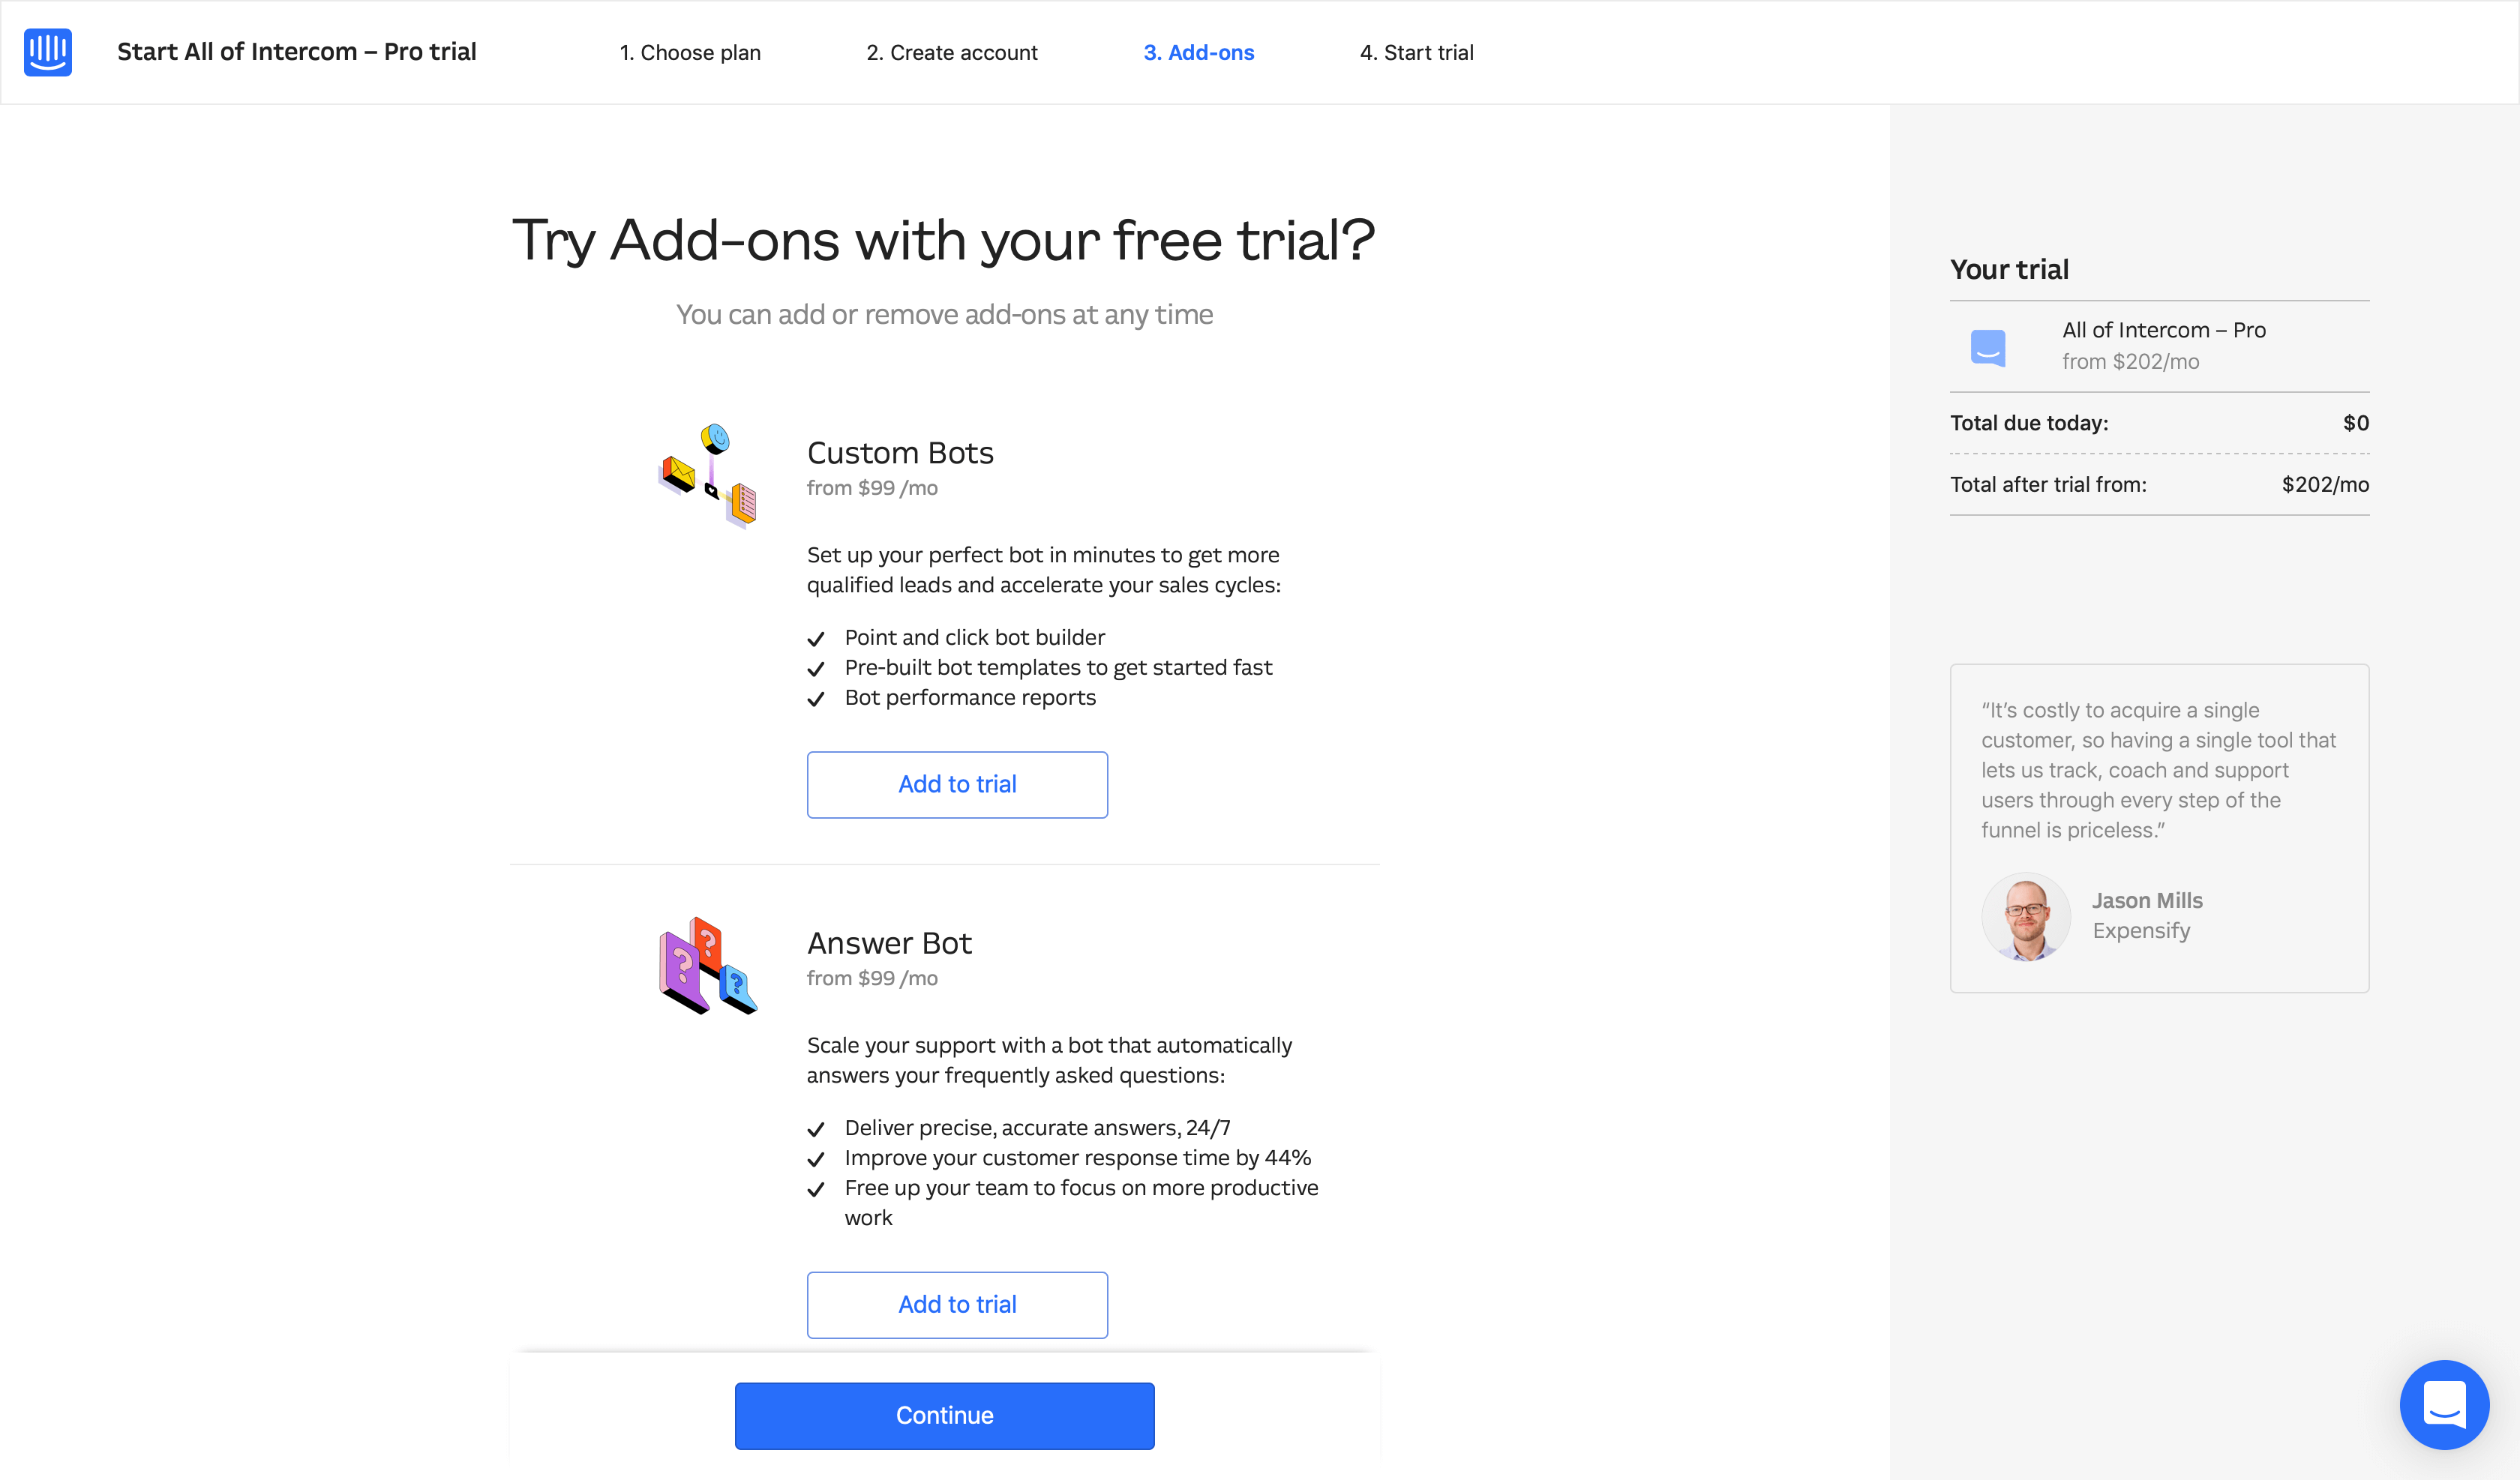 Start All of Intercom – Pro trial
1. Choose plan
2. Create account
3. Add-ons
4. Start trial
Try Add-ons with your free trial?
You can add or remove add-ons at any time
Custom Bots
from $99 /mo
Set up your perfect bot in minutes to get more
qualified leads and accelerate your sales cycles:
Point and click bot builder
Pre-built bot templates to get started fast
Bot performance reports
Add to trial
Answer Bot
from $99 /mo
Scale your support with a bot that automatically
answers your frequently asked questions:
Deliver precise, accurate answers, 24/7
Improve your customer response time by 44%
Free up your team to focus on more productive
work
Add to trial
Continue
Your trial
All of Intercom – Pro
from $202/mo
Total due today: $0
Total after trial from: $202/mo
“It’s costly to acquire a single
customer, so having a single tool that
lets us track, coach and support
users through every step of the
funnel is priceless.”
Jason Mills
Expensify